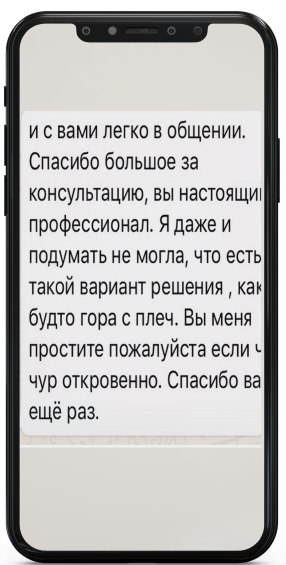 и с вами легко в общении.
Спасибо большое за
консультацию, вы настоящи
профессионал. Я даже и
подумать не могла, что есть
такой вариант решения , как
будто гора с плеч. Вы меня
простите пожалуйста если
чур откровенно. Спасибо ва
ещё раз.